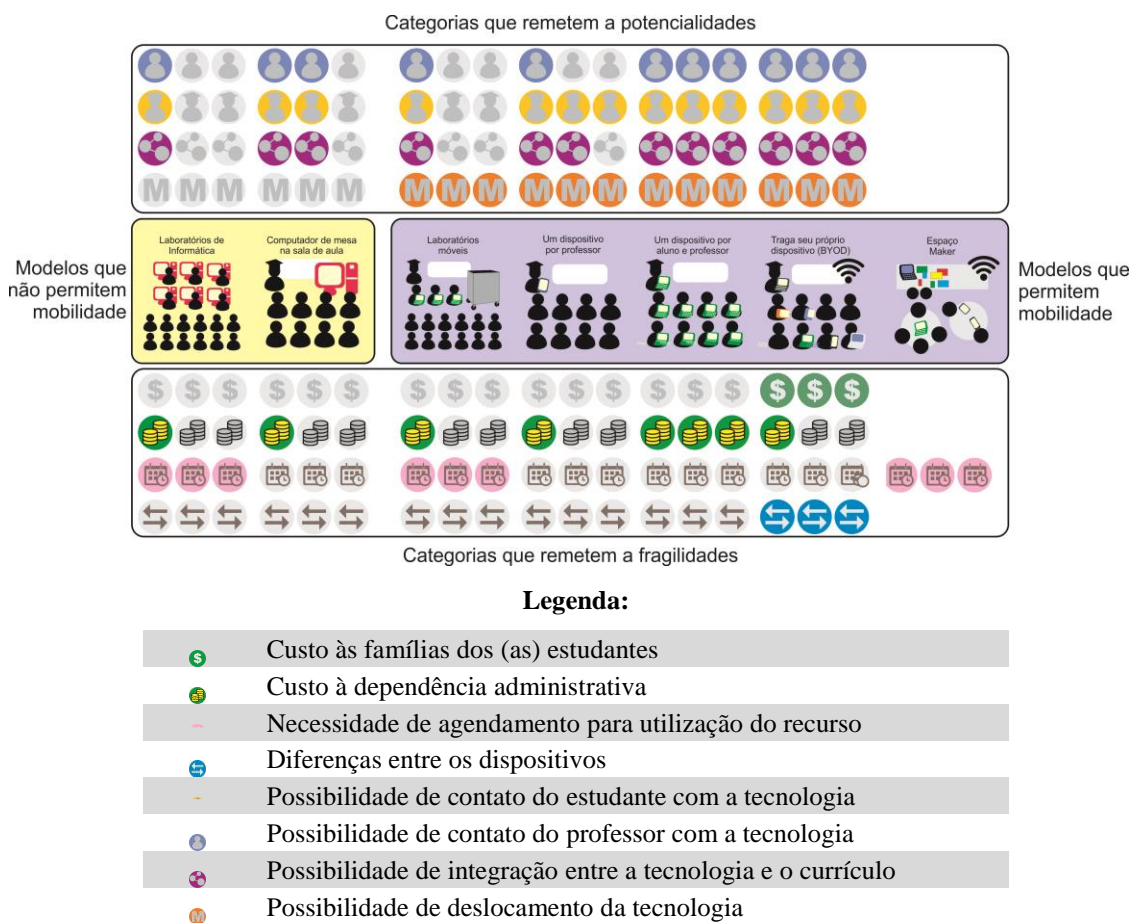 Categorias que remetem a potencialidades
M M M M M M M M M M M M M M M M M M
Modelos que
não permitem
mobilidade
Laboratórios de
Informática
Computador de mesa
na sala de aula
Laboratórios
móveis
Um dispositivo
por professor
Um dispositivo por
aluno e professor
Traga seu próprio
dispositivo (BYOD)
Espaço
Maker
Modelos que
permitem
mobilidade
$ $ $ $ $ $ $ $ $ $ $ $ $ $ $ $ $ $
Categorias que remetem a fragilidades
Legenda:
$ Custo às famílias dos (as) estudantes
Custo à dependência administrativa
Necessidade de agendamento para utilização do recurso
Diferenças entre os dispositivos
Possibilidade de contato do estudante com a tecnologia
Possibilidade de contato do professor com a tecnologia
Possibilidade de integração entre a tecnologia e o currículo
M Possibilidade de deslocamento da tecnologia